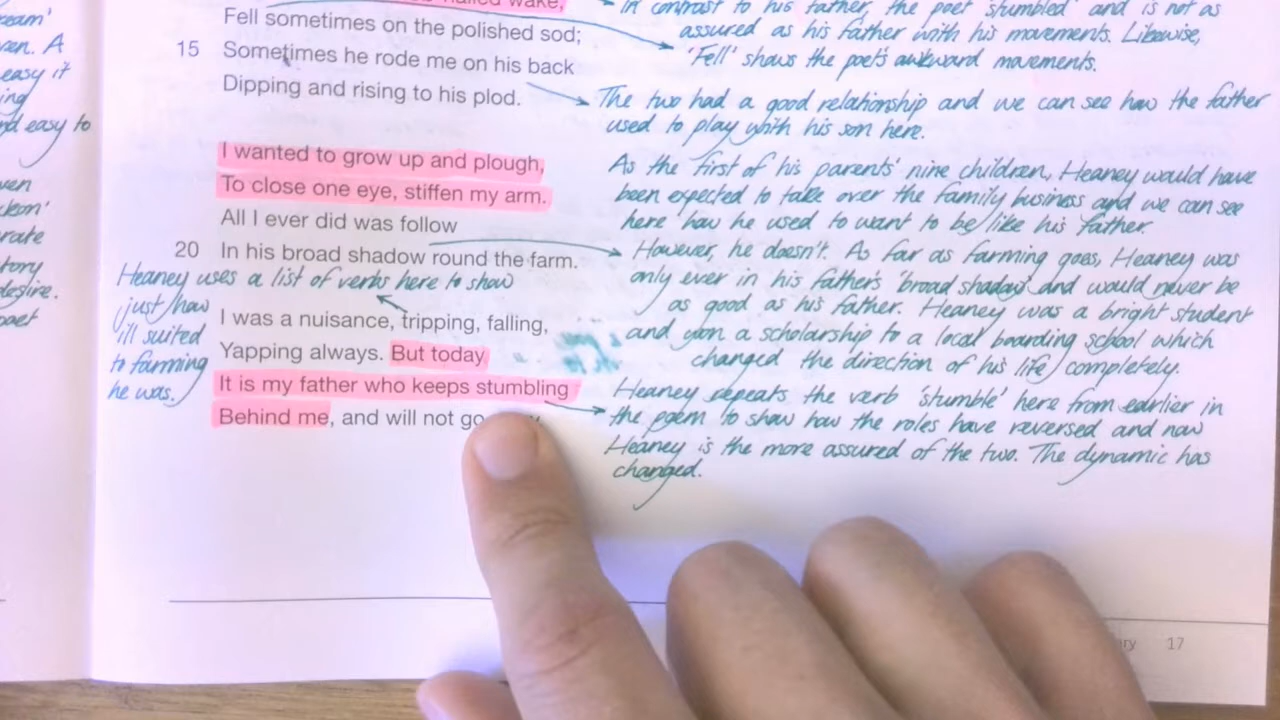 wake,
In contrast to his father, the poet 'stumbled' and is not as
Fell sometimes on the polished sod;
assured as his father with his movements. Likewise,
15 Sometimes he rode me on his back
'Fell' shows the poet's awkward movements.
Dipping and rising to his plod.
The two had a good relationship and we can see how the father
used to play with his son here.
I wanted to grow up and plough,
To close one eye, stiffen my arm.
All I ever did was follow
20 In his broad shadow round the farm.
As the first of his parents' nine children, Heaney would have
been expected to take over the family business and we can see
here how he used to want to be like his father.
However, he doesn't. As far as farming goes, Heaney was
only ever in his father's 'broad shadow' and would never be
as good as his father. Heaney was a bright student
and won a scholarship to a local boarding school which
changed the direction of his life completely.
Heaney uses a list of verbs here to show
just how
ill suited
to farming
he was.
I was a nuisance, tripping, falling,
Yapping always. But today
It is my father who keeps stumbling
Behind me, and will not go
Heaney repeats the verb 'stumble' here from earlier in
the poem to show how the roles have reversed and now
Heaney is the more assured of the two. The dynamic has
changed.
easy it
d easy to
17